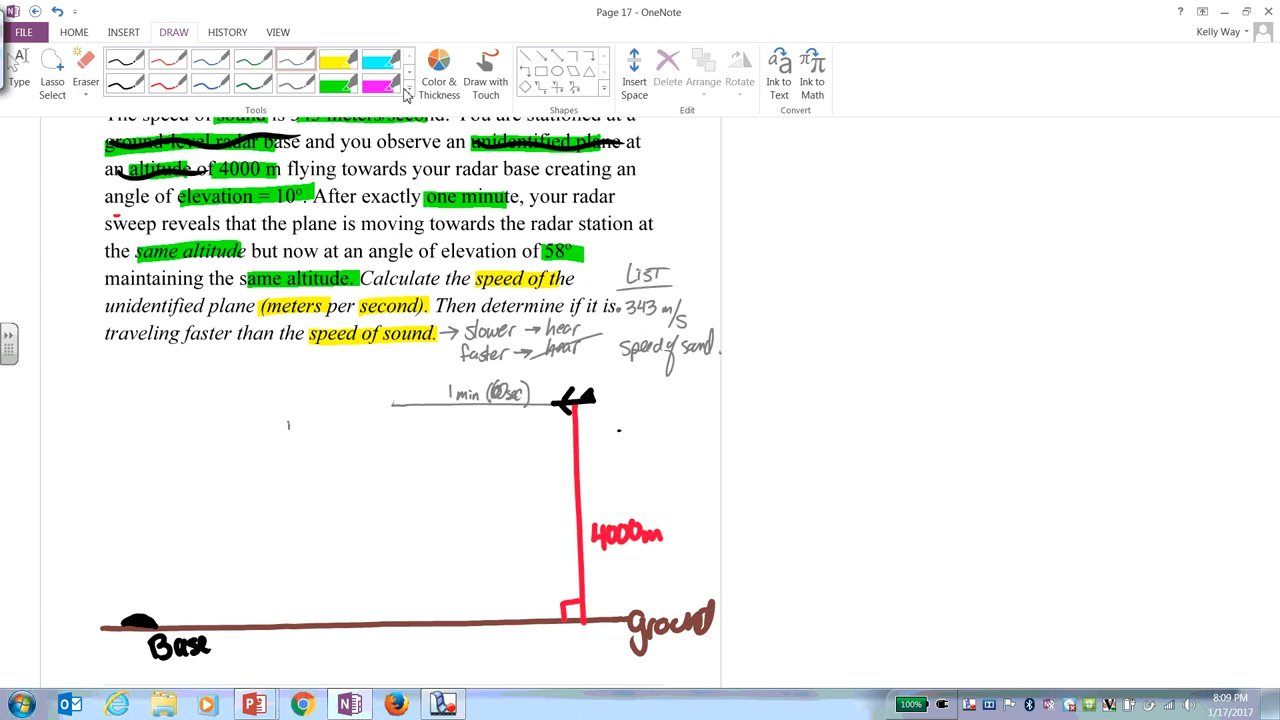 Page 17 - OneNote
FILE HOME INSERT DRAW HISTORY VIEW
Kelly Way
Type Lasso Select Eraser Color & Thickness Draw with Touch Insert Space Delete Arrange Rotate Ink to Text Ink to Math
Tools Shapes Edit Convert
The speed of sound is 343 meters/second. You are stationed at a
ground level radar base and you observe an unidentified plane at
an altitude of 4000 m flying towards your radar base creating an
angle of elevation = 10°. After exactly one minute, your radar
sweep reveals that the plane is moving towards the radar station at
the same altitude but now at an angle of elevation of 58°
maintaining the same altitude. Calculate the speed of the
unidentified plane (meters per second). Then determine if it is
traveling faster than the speed of sound. → slower → hear
faster → hear
LIST
• 343 m/s
speed of sound.
1 min (60sec)
4000m
ground
Base
100%
8:09 PM
1/17/2017